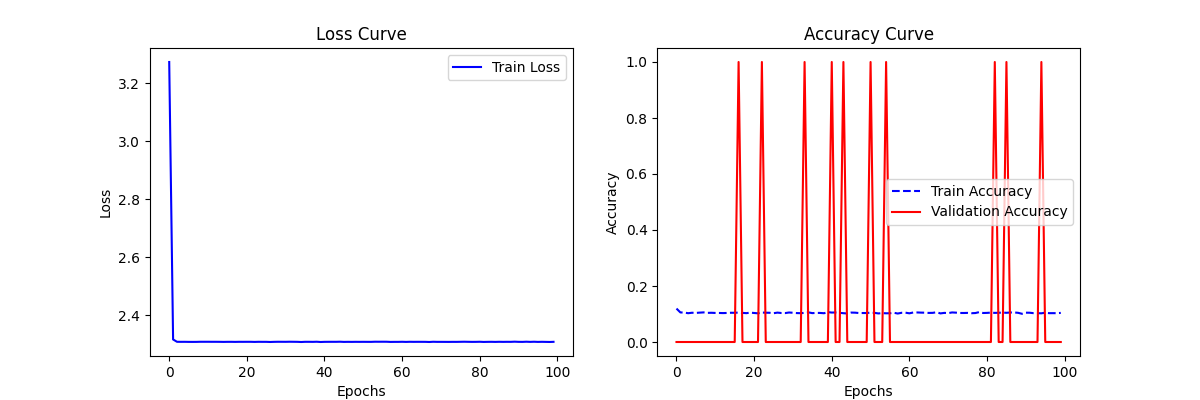 Loss Curve
Train Loss
3.2
3.0
2.8
2.6
2.4
Loss
0 20 40 60 80 100
Epochs
Accuracy Curve
1.0
0.8
0.6
0.4
0.2
0.0
Accuracy
Train Accuracy
Validation Accuracy
0 20 40 60 80 100
Epochs